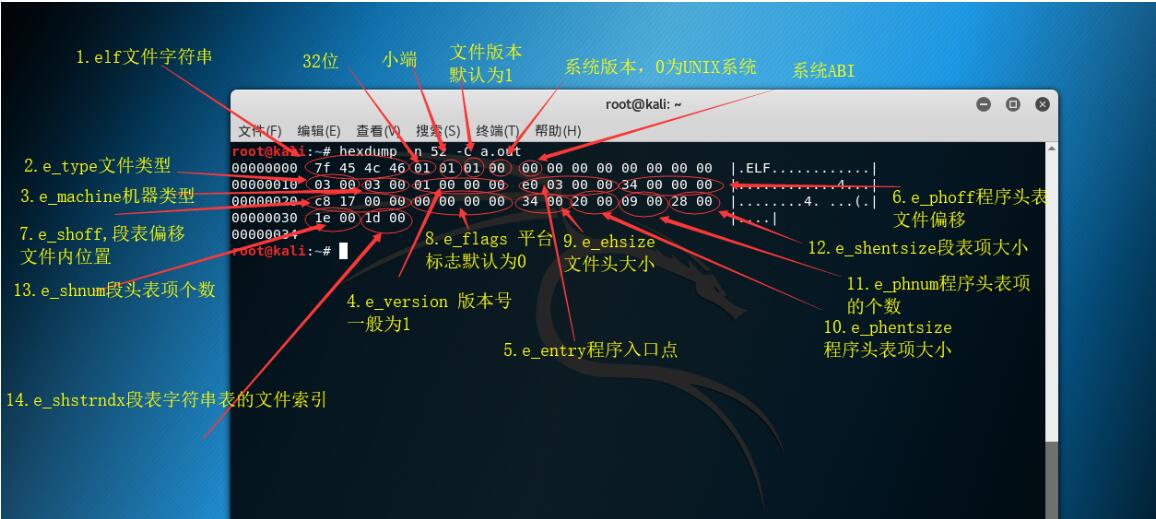 1.elf文件字符串
32位
小端
文件版本
默认为1
系统版本，0为UNIX系统
系统ABI
root@kali: ~
文件(F) 编辑(E) 查看(V) 搜索(S) 终端(T) 帮助(H)
root@kali:~# hexdump -n 52 -C a.out
00000000 7f 45 4c 46 01 01 01 00 00 00 00 00 00 00 00 00 |.ELF............|
00000010 03 00 03 00 01 00 00 00 e0 03 00 00 34 00 00 00 |............4...|
00000020 c8 17 00 00 00 00 00 00 34 00 20 00 09 00 28 00 |........4. ...(.|
00000030 1e 00 1d 00 |....|
00000034
root@kali:~#
2.e_type文件类型
3.e_machine机器类型
7.e_shoff,段表偏移
文件内位置
13.e_shnum段头表项个数
14.e_shstrndx段表字符串表的文件索引
8.e_flags 平台
标志默认为0
4.e_version 版本号
一般为1
9.e_ehsize
文件头大小
5.e_entry程序入口点
6.e_phoff程序头表
文件偏移
12.e_shentsize段表项大小
11.e_phnum程序头表项
的个数
10.e_phentsize
程序头表项大小